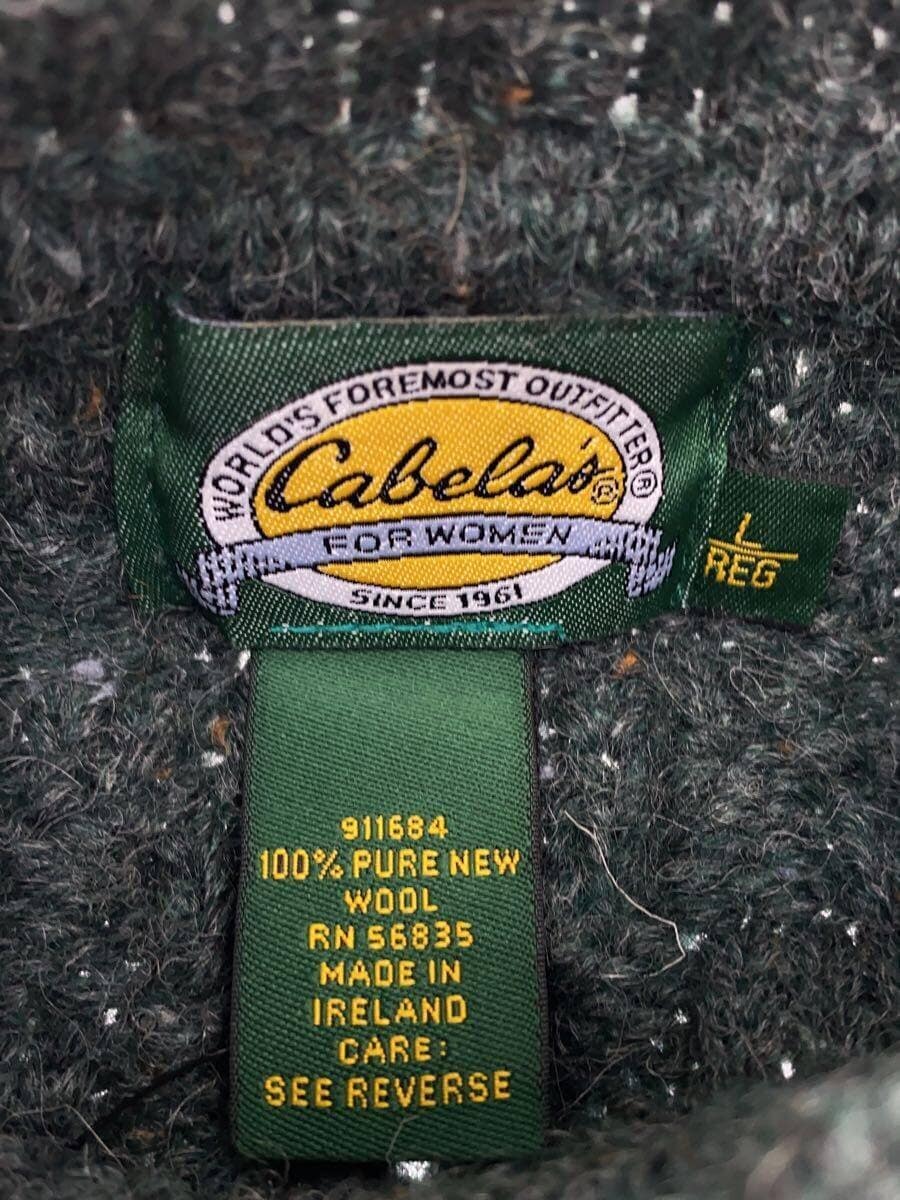 WORLD'S FOREMOST OUTFITTER®
Cabela's®
FOR WOMEN
SINCE 1961
L
REG
911684
100% PURE NEW
WOOL
RN 56835
MADE IN
IRELAND
CARE:
SEE REVERSE